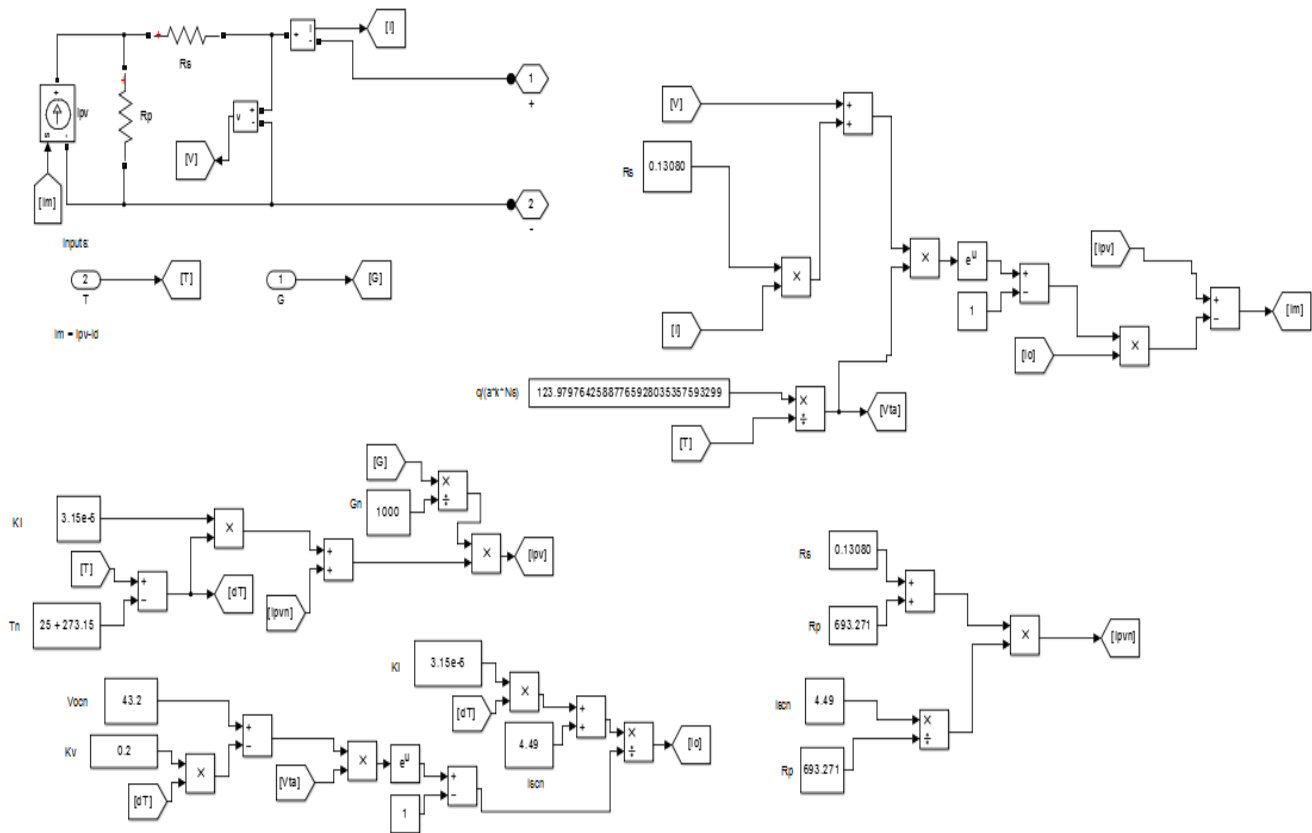 [I]
Rs
1
+
Ipv
Rp
+
-
v
[V]
[Im]
2
-
Inputs:
2
T
[T]
1
G
[G]
Im = Ipv-Id
[V]
+
+
Rs
0.13080
×
[I]
×
e^u
1
+
-
[Io]
×
[Ipv]
+
-
[Im]
q/(a*k*Ns)
123.97976425887765928035357593299
×
÷
[T]
[Vta]
[G]
Gn
1000
×
÷
KI
3.15e-5
×
[T]
Tn
25 + 273.15
+
-
[dT]
[Ipvn]
+
+
×
[Ipv]
Rs
0.13080
Rp
693.271
+
+
×
[Ipvn]
Iscn
4.49
Rp
693.271
×
÷
Vocn
43.2
Kv
0.2
[dT]
×
+
-
[Vta]
×
e^u
1
+
-
KI
3.15e-5
[dT]
×
4.49
Iscn
+
+
×
÷
[Io]